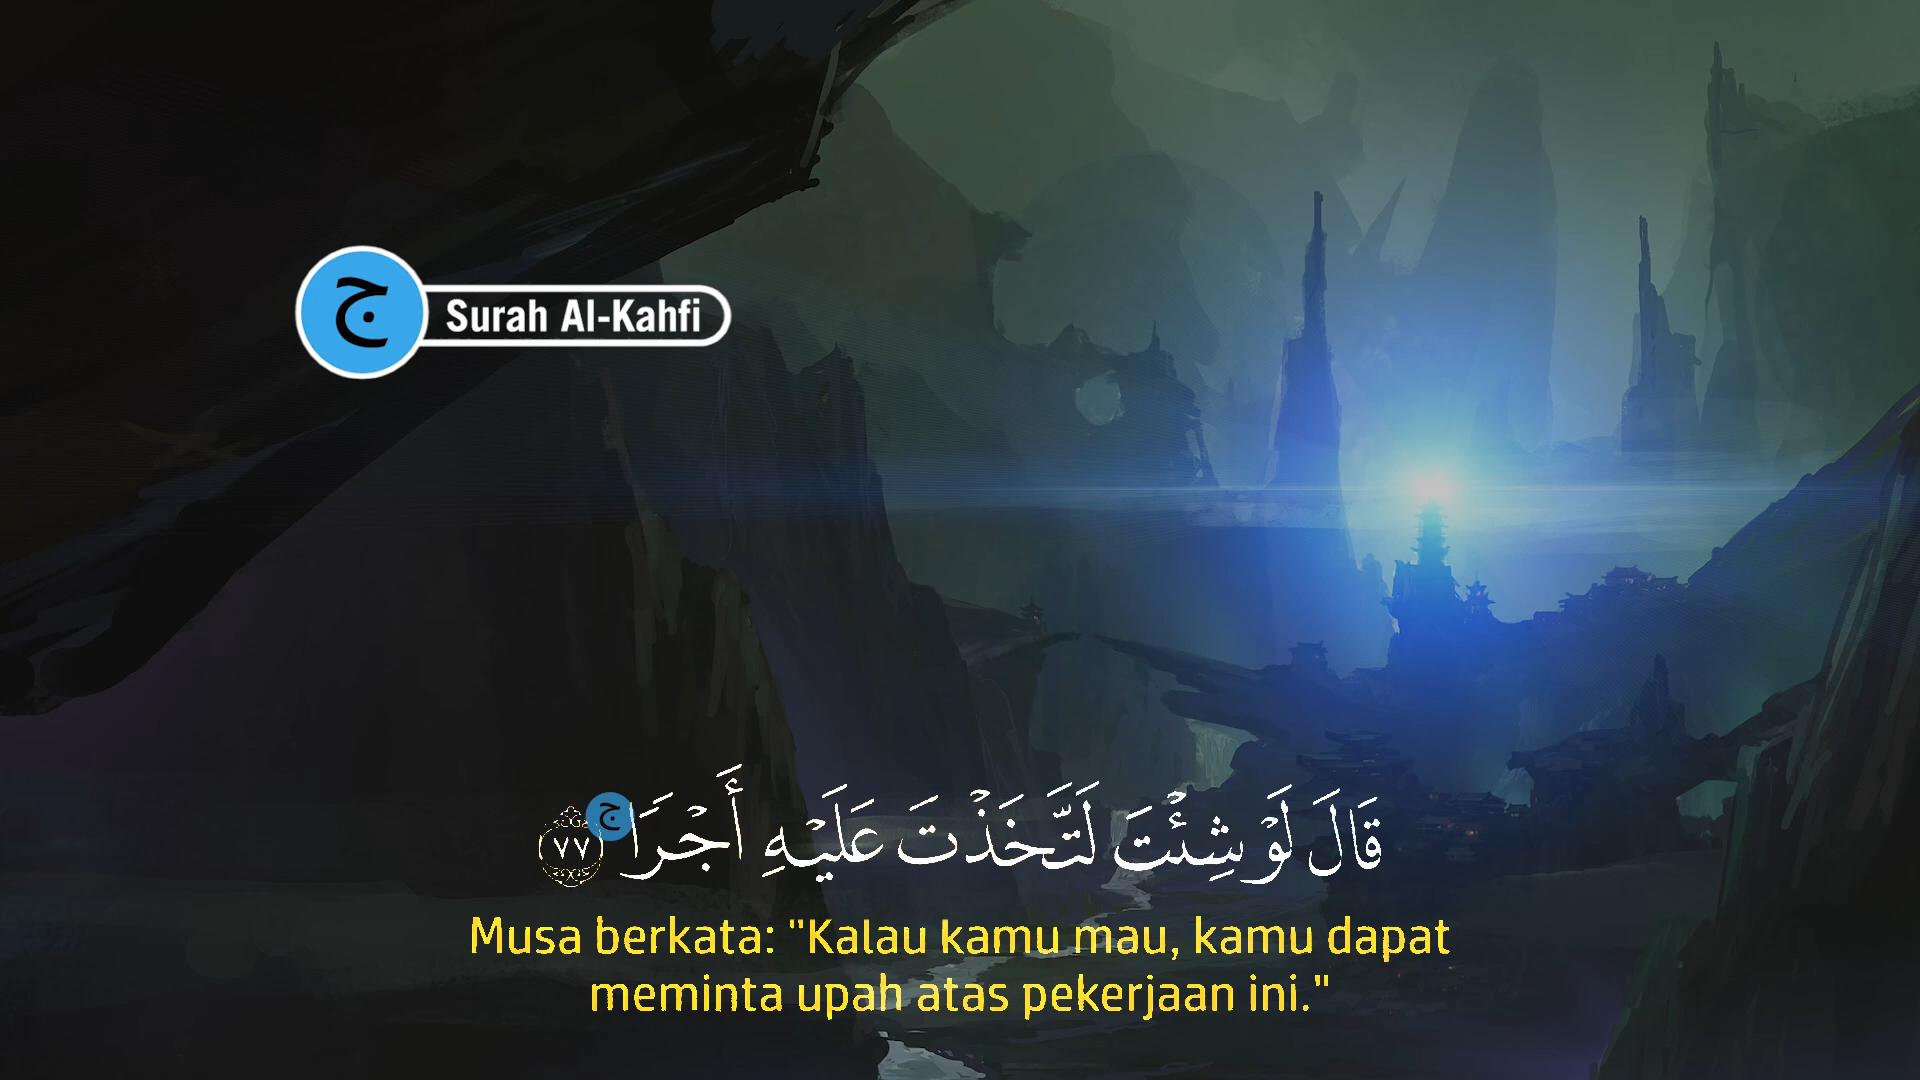 ج
Surah Al-Kahfi
قَالَ لَوْ شِئْتَ لَتَّخَذْتَ عَلَيْهِ أَجْرًا ج ٧٧
Musa berkata: "Kalau kamu mau, kamu dapat
meminta upah atas pekerjaan ini."